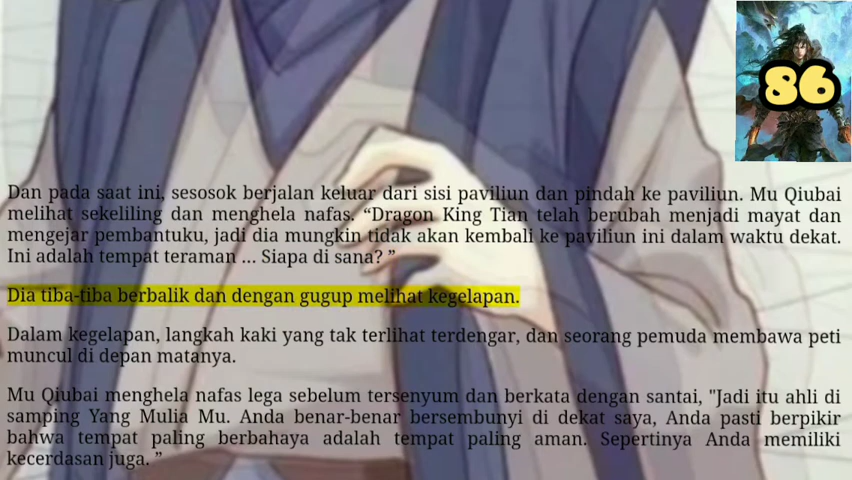 86
Dan pada saat ini, sesosok berjalan keluar dari sisi paviliun dan pindah ke paviliun. Mu Qiubai
melihat sekeliling dan menghela nafas. “Dragon King Tian telah berubah menjadi mayat dan
mengejar pembantuku, jadi dia mungkin tidak akan kembali ke paviliun ini dalam waktu dekat.
Ini adalah tempat teraman ... Siapa di sana? ”
Dia tiba-tiba berbalik dan dengan gugup melihat kegelapan.
Dalam kegelapan, langkah kaki yang tak terlihat terdengar, dan seorang pemuda membawa peti
muncul di depan matanya.
Mu Qiubai menghela nafas lega sebelum tersenyum dan berkata dengan santai, "Jadi itu ahli di
samping Yang Mulia Mu. Anda benar-benar bersembunyi di dekat saya, Anda pasti berpikir
bahwa tempat paling berbahaya adalah tempat paling aman. Sepertinya Anda memiliki
kecerdasan juga. ”